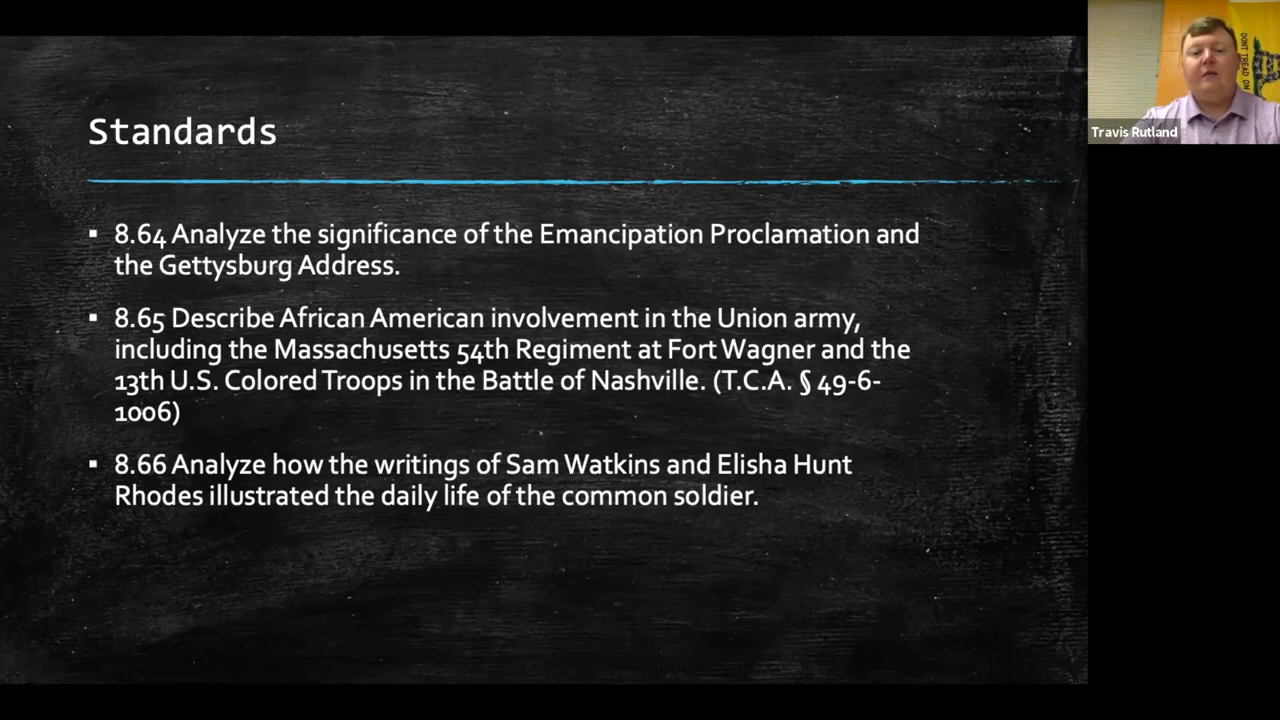 Standards
▪ 8.64 Analyze the significance of the Emancipation Proclamation and
the Gettysburg Address.
▪ 8.65 Describe African American involvement in the Union army,
including the Massachusetts 54th Regiment at Fort Wagner and the
13th U.S. Colored Troops in the Battle of Nashville. (T.C.A. § 49-6-
1006)
▪ 8.66 Analyze how the writings of Sam Watkins and Elisha Hunt
Rhodes illustrated the daily life of the common soldier.
DONT TREAD ON
Travis Rutland